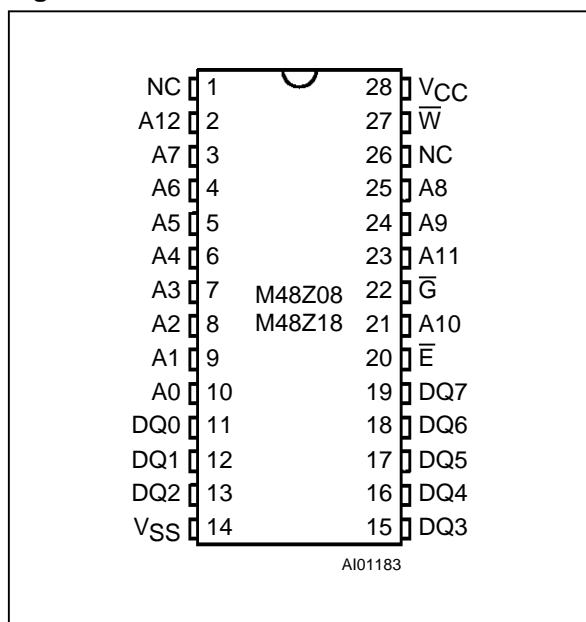 NC 1 28 VCC
A12 2 27 W̅
A7 3 26 NC
A6 4 25 A8
A5 5 24 A9
A4 6 23 A11
A3 7 M48Z08 22 G̅
A2 8 M48Z18 21 A10
A1 9 20 E̅
A0 10 19 DQ7
DQ0 11 18 DQ6
DQ1 12 17 DQ5
DQ2 13 16 DQ4
VSS 14 15 DQ3
AI01183